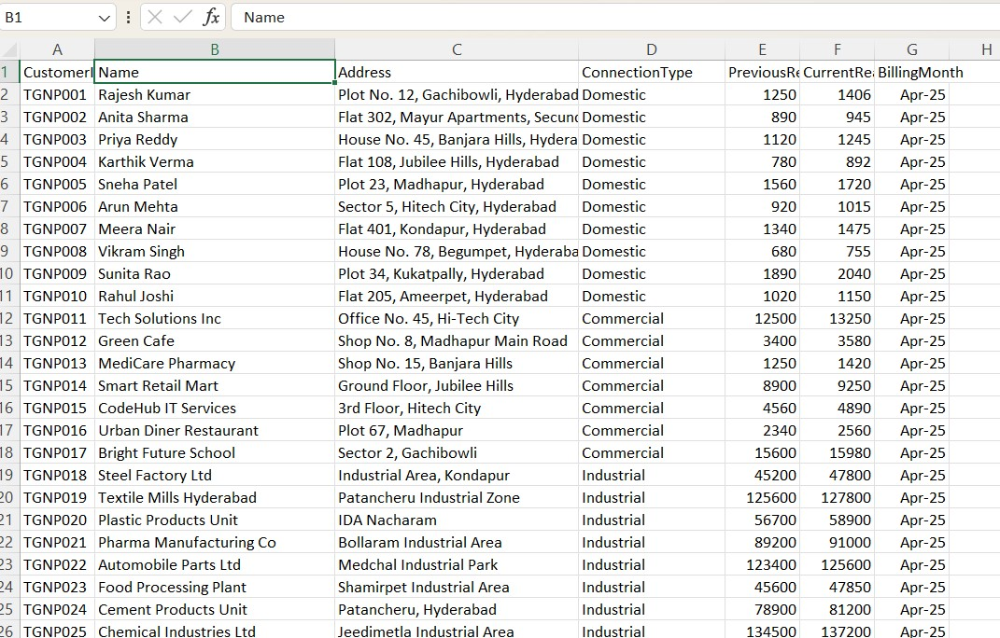 B1 fx Name
A B C D E F G H
1 CustomerI Name Address ConnectionType PreviousRe CurrentRea BillingMonth
2 TGNP001 Rajesh Kumar Plot No. 12, Gachibowli, Hyderabad Domestic 1250 1406 Apr-25
3 TGNP002 Anita Sharma Flat 302, Mayur Apartments, Secund Domestic 890 945 Apr-25
4 TGNP003 Priya Reddy House No. 45, Banjara Hills, Hydera Domestic 1120 1245 Apr-25
5 TGNP004 Karthik Verma Flat 108, Jubilee Hills, Hyderabad Domestic 780 892 Apr-25
6 TGNP005 Sneha Patel Plot 23, Madhapur, Hyderabad Domestic 1560 1720 Apr-25
7 TGNP006 Arun Mehta Sector 5, Hitech City, Hyderabad Domestic 920 1015 Apr-25
8 TGNP007 Meera Nair Flat 401, Kondapur, Hyderabad Domestic 1340 1475 Apr-25
9 TGNP008 Vikram Singh House No. 78, Begumpet, Hyderaba Domestic 680 755 Apr-25
10 TGNP009 Sunita Rao Plot 34, Kukatpally, Hyderabad Domestic 1890 2040 Apr-25
11 TGNP010 Rahul Joshi Flat 205, Ameerpet, Hyderabad Domestic 1020 1150 Apr-25
12 TGNP011 Tech Solutions Inc Office No. 45, Hi-Tech City Commercial 12500 13250 Apr-25
13 TGNP012 Green Cafe Shop No. 8, Madhapur Main Road Commercial 3400 3580 Apr-25
14 TGNP013 MediCare Pharmacy Shop No. 15, Banjara Hills Commercial 1250 1420 Apr-25
15 TGNP014 Smart Retail Mart Ground Floor, Jubilee Hills Commercial 8900 9250 Apr-25
16 TGNP015 CodeHub IT Services 3rd Floor, Hitech City Commercial 4560 4890 Apr-25
17 TGNP016 Urban Diner Restaurant Plot 67, Madhapur Commercial 2340 2560 Apr-25
18 TGNP017 Bright Future School Sector 2, Gachibowli Commercial 15600 15980 Apr-25
19 TGNP018 Steel Factory Ltd Industrial Area, Kondapur Industrial 45200 47800 Apr-25
20 TGNP019 Textile Mills Hyderabad Patancheru Industrial Zone Industrial 125600 127800 Apr-25
21 TGNP020 Plastic Products Unit IDA Nacharam Industrial 56700 58900 Apr-25
22 TGNP021 Pharma Manufacturing Co Bollaram Industrial Area Industrial 89200 91000 Apr-25
23 TGNP022 Automobile Parts Ltd Medchal Industrial Park Industrial 123400 125600 Apr-25
24 TGNP023 Food Processing Plant Shamirpet Industrial Area Industrial 45600 47850 Apr-25
25 TGNP024 Cement Products Unit Patancheru, Hyderabad Industrial 78900 81200 Apr-25
26 TGNP025 Chemical Industries Ltd Jeedimetla Industrial Area Industrial 134500 137200 Apr-25